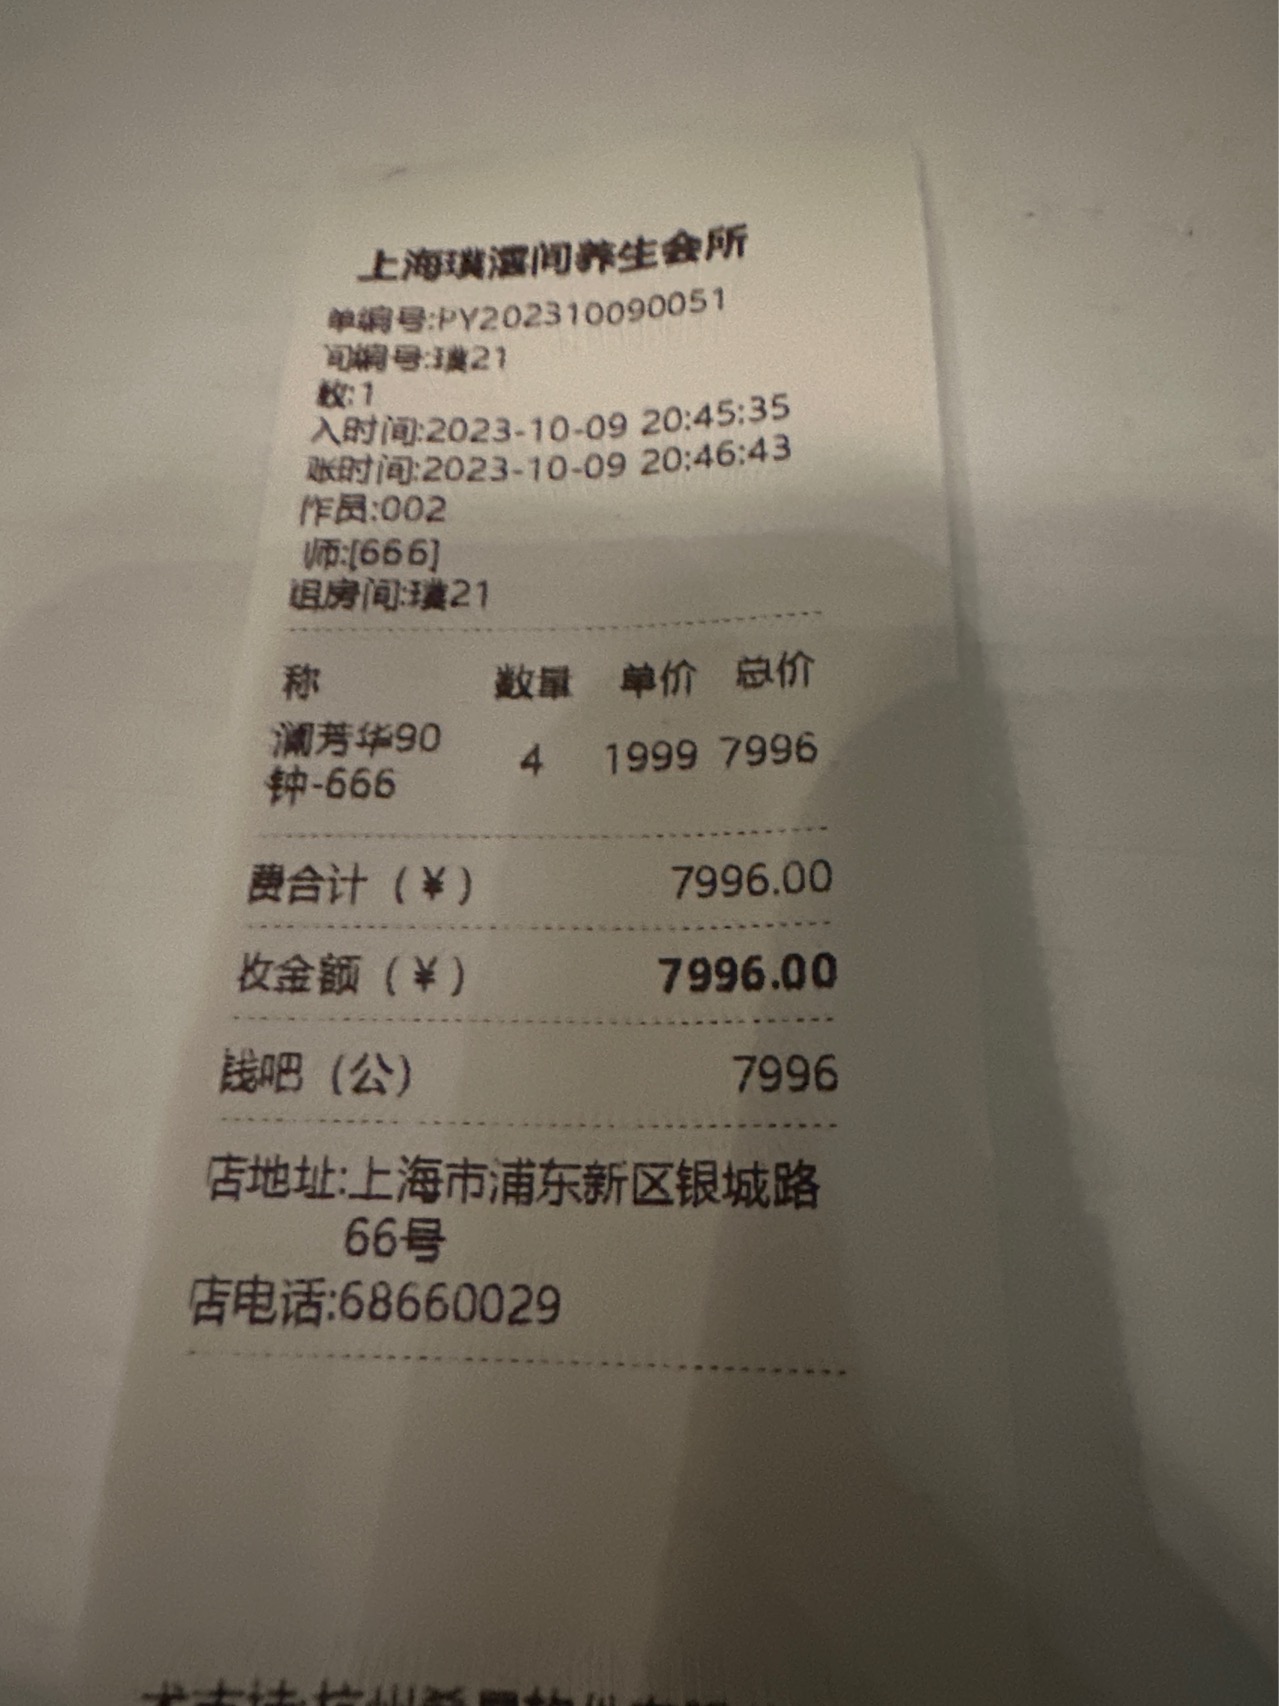 上海璞澜间养生会所
单编号:PY202310090051
间编号:璞21
数:1
入时间:2023-10-09 20:45:35
账时间:2023-10-09 20:46:43
作员:002
师:[666]
组房间:璞21
称 数量 单价 总价
澜芳华90
钟-666 4 1999 7996
费合计（¥） 7996.00
收金额（¥） 7996.00
钱吧（公） 7996
店地址:上海市浦东新区银城路
66号
店电话:68660029